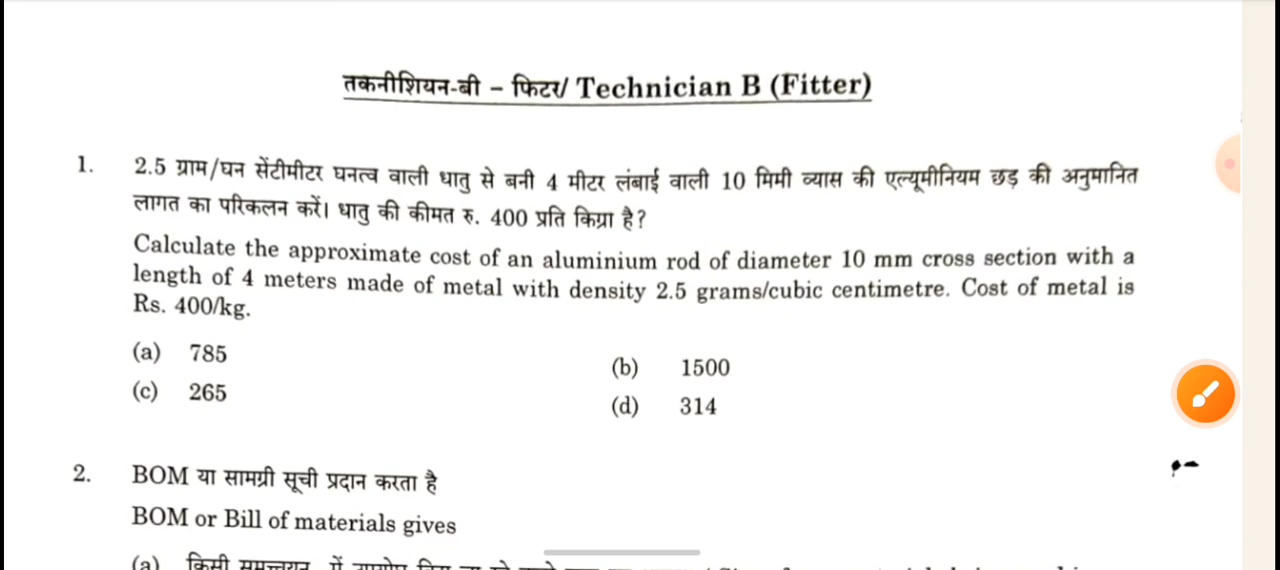 तकनीशियन-बी – फिटर/ Technician B (Fitter)
1. 2.5 ग्राम/घन सेंटीमीटर घनत्व वाली धातु से बनी 4 मीटर लंबाई वाली 10 मिमी व्यास की एल्यूमीनियम छड़ की अनुमानित
लागत का परिकलन करें। धातु की कीमत रु. 400 प्रति किग्रा है?
Calculate the approximate cost of an aluminium rod of diameter 10 mm cross section with a
length of 4 meters made of metal with density 2.5 grams/cubic centimetre. Cost of metal is
Rs. 400/kg.
(a) 785
(b) 1500
(c) 265
(d) 314
2. BOM या सामग्री सूची प्रदान करता है
BOM or Bill of materials gives
(a) किसी